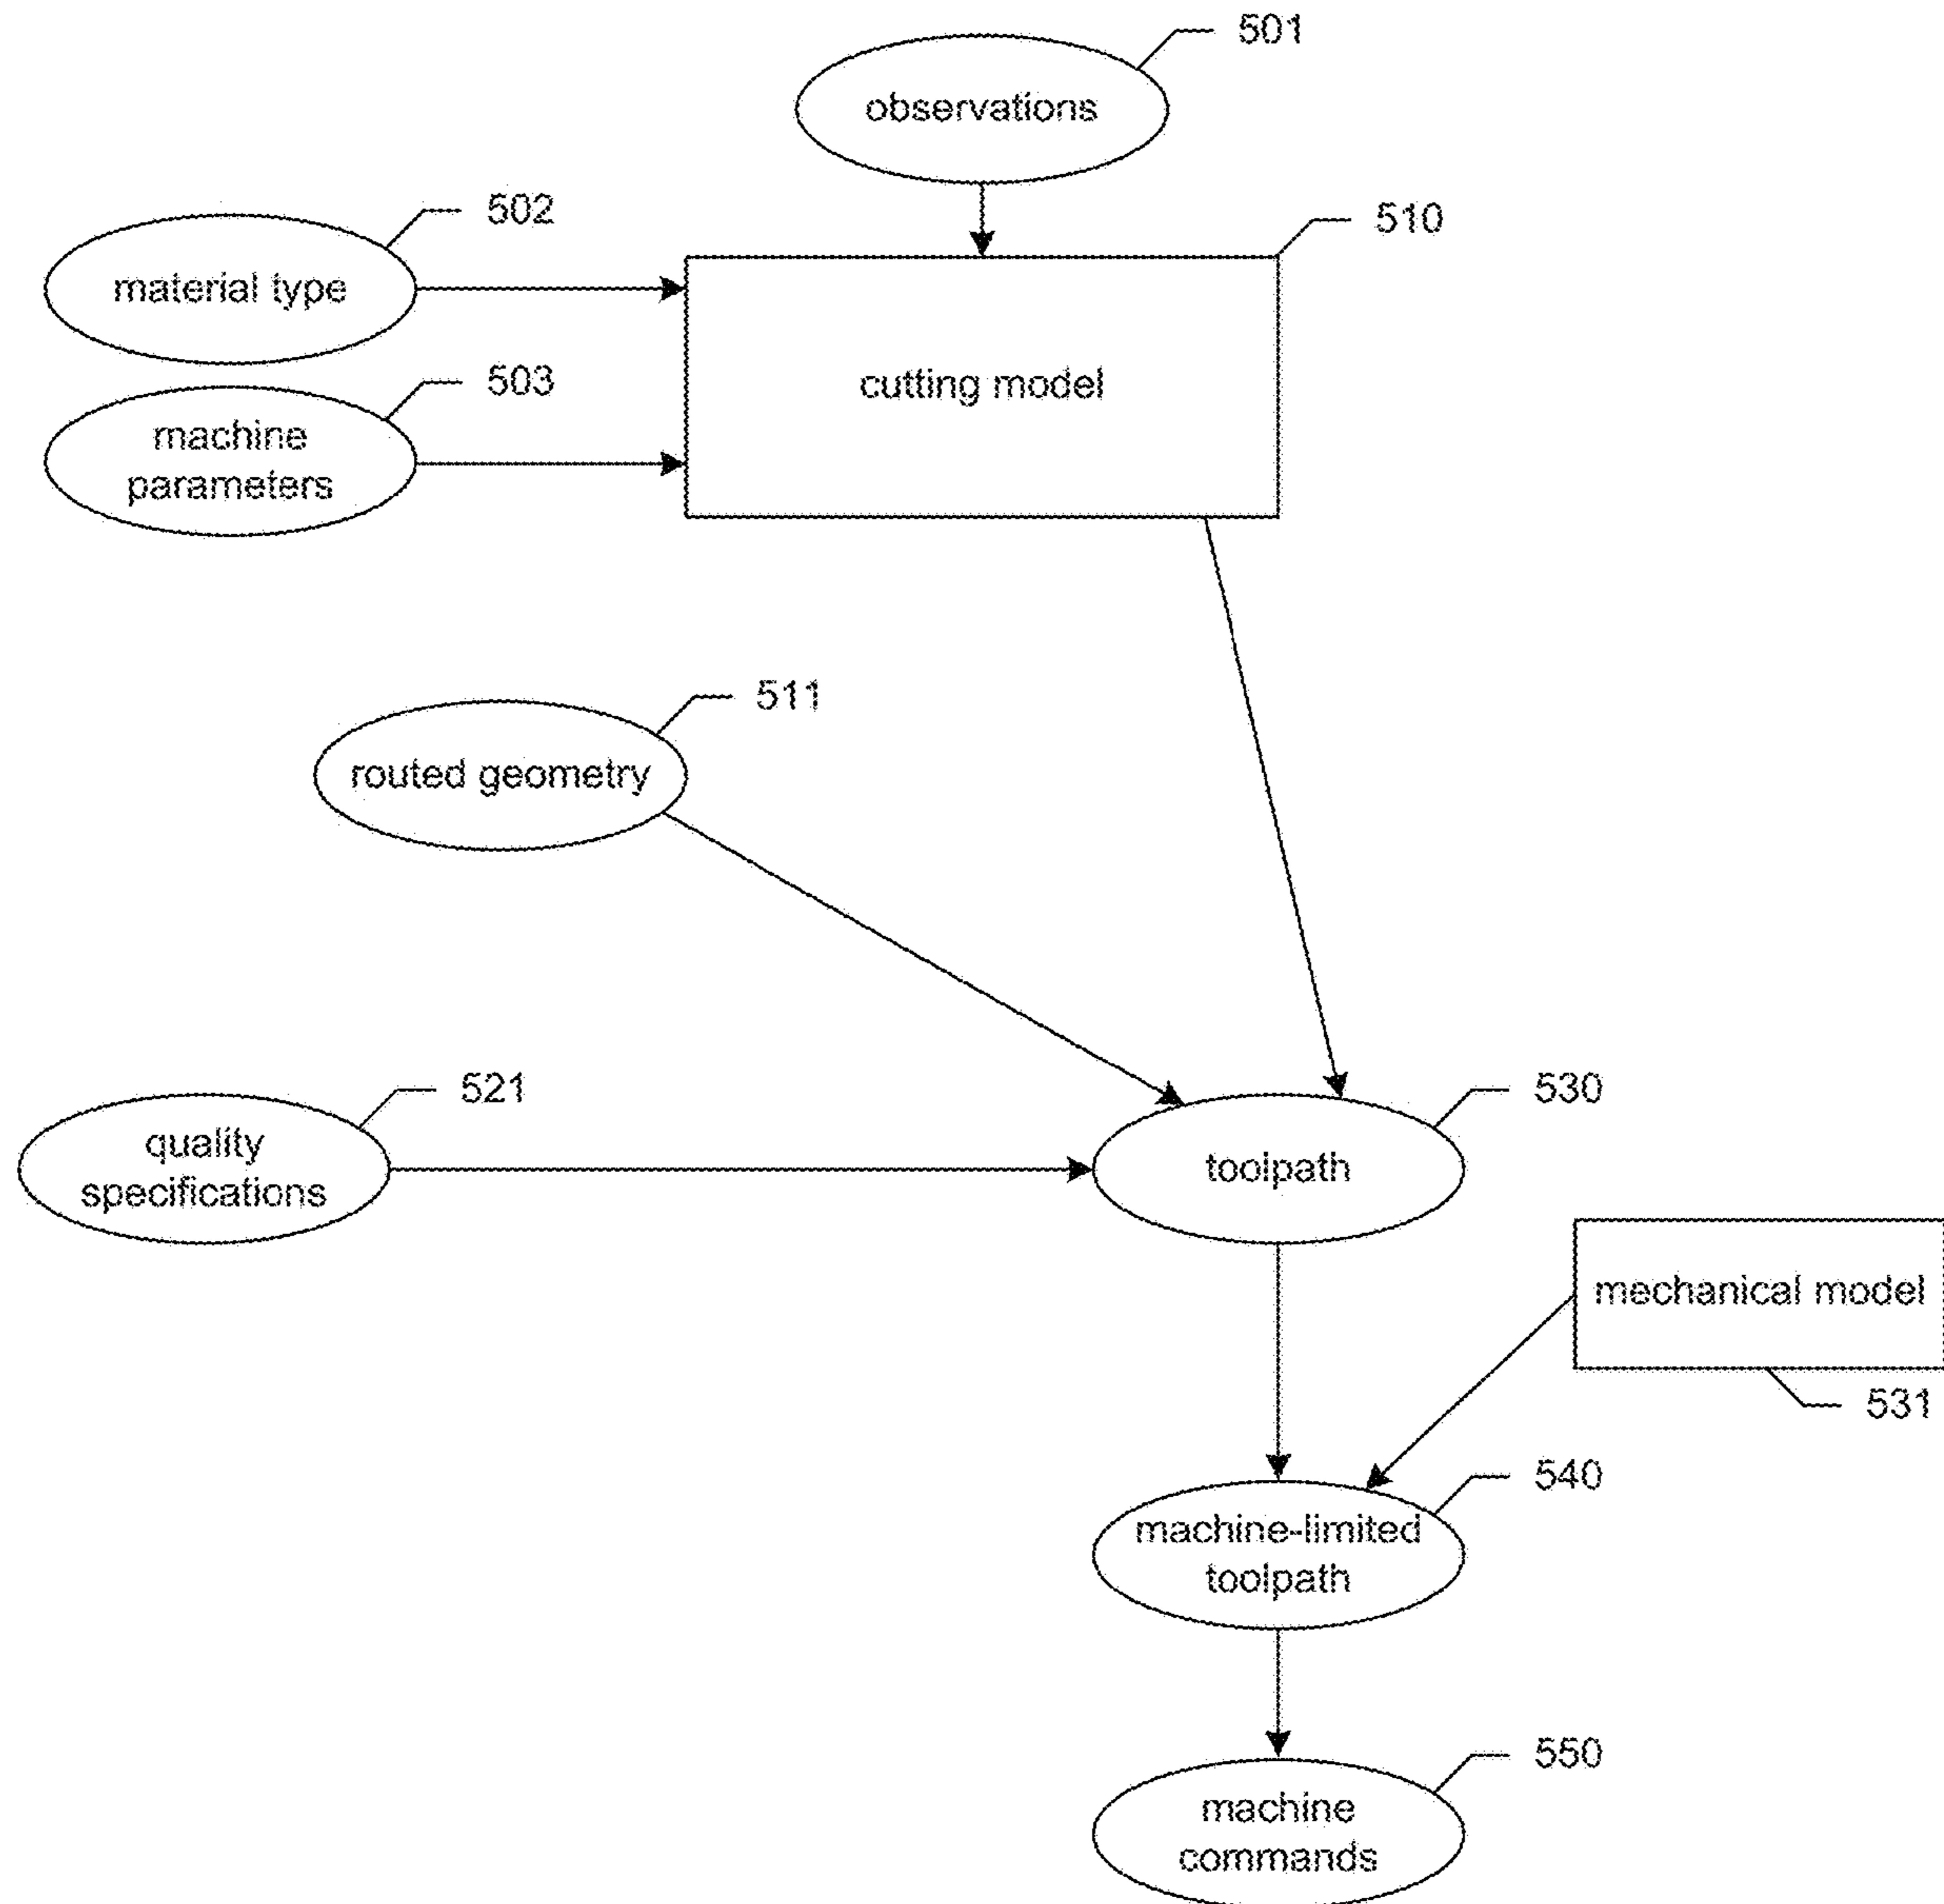 501
observations
502
510
material type
503
cutting model
machine
parameters
511
routed geometry
521
530
quality
specifications
toolpath
mechanical model
531
540
machine-limited
toolpath
550
machine
commands